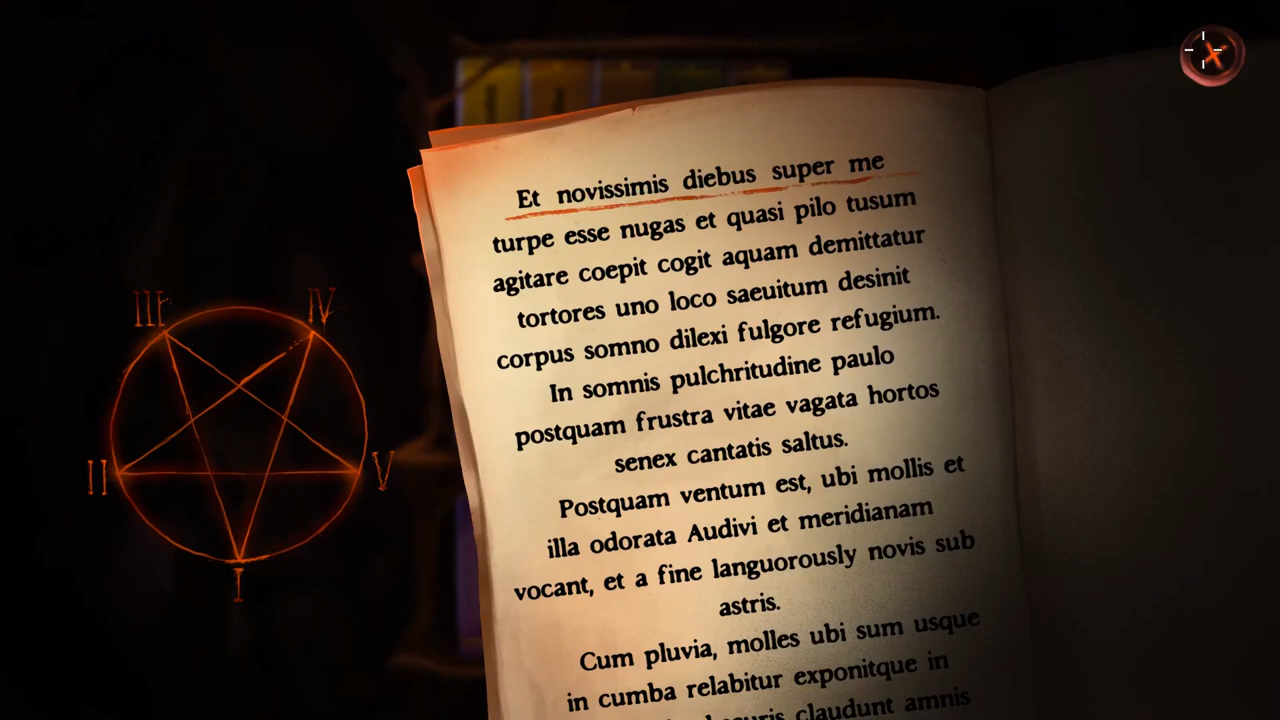 III
IV
II
V
I
Et novissimis diebus super me
turpe esse nugas et quasi pilo tusum
agitare coepit cogit aquam demittatur
tortores uno loco saeuitum desinit
corpus somno dilexi fulgore refugium.
In somnis pulchritudine paulo
postquam frustra vitae vagata hortos
senex cantatis saltus.
Postquam ventum est, ubi mollis et
illa odorata Audivi et meridianam
vocant, et a fine languorously novis sub
astris.
Cum pluvia, molles ubi sum usque
in cumba relabitur exponitque in
claudunt amnis
X